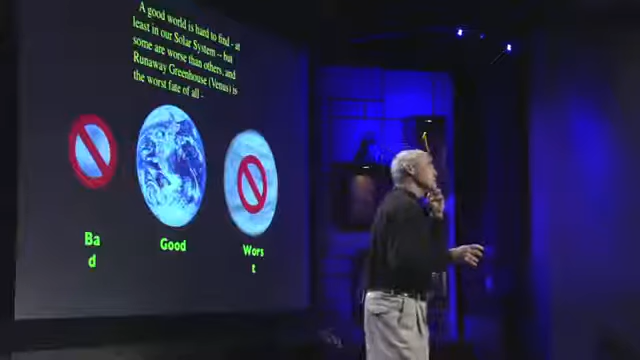 A good world is hard to find - at
least in our Solar System -- but
some are worse than others, and
Runaway Greenhouse (Venus) is
the worst fate of all -
Ba
d
Good
Wors
t